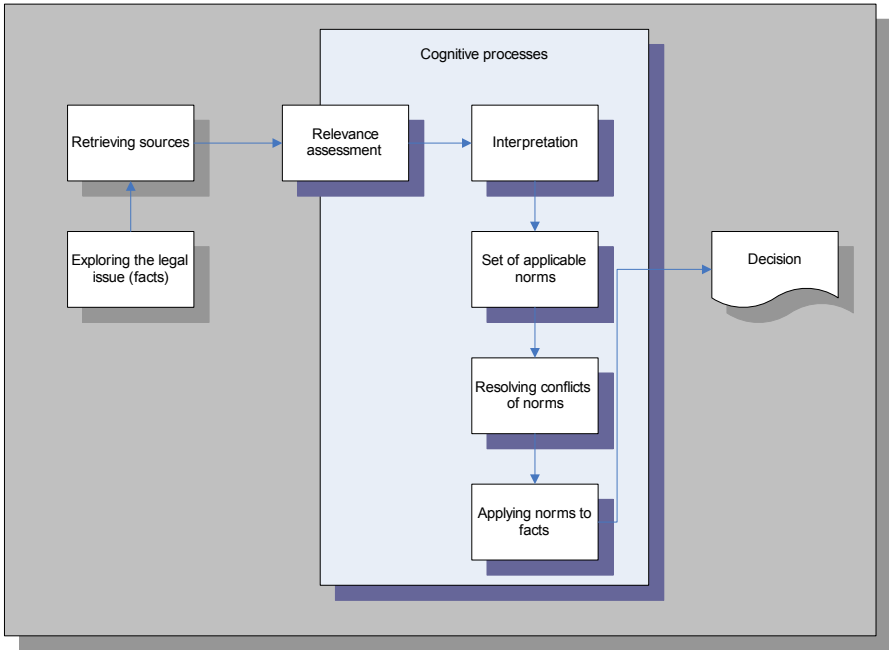 Cognitive processes
Retrieving sources
Relevance
assessment
Interpretation
Exploring the legal
issue (facts)
Set of applicable
norms
Decision
Resolving conflicts
of norms
Applying norms to
facts